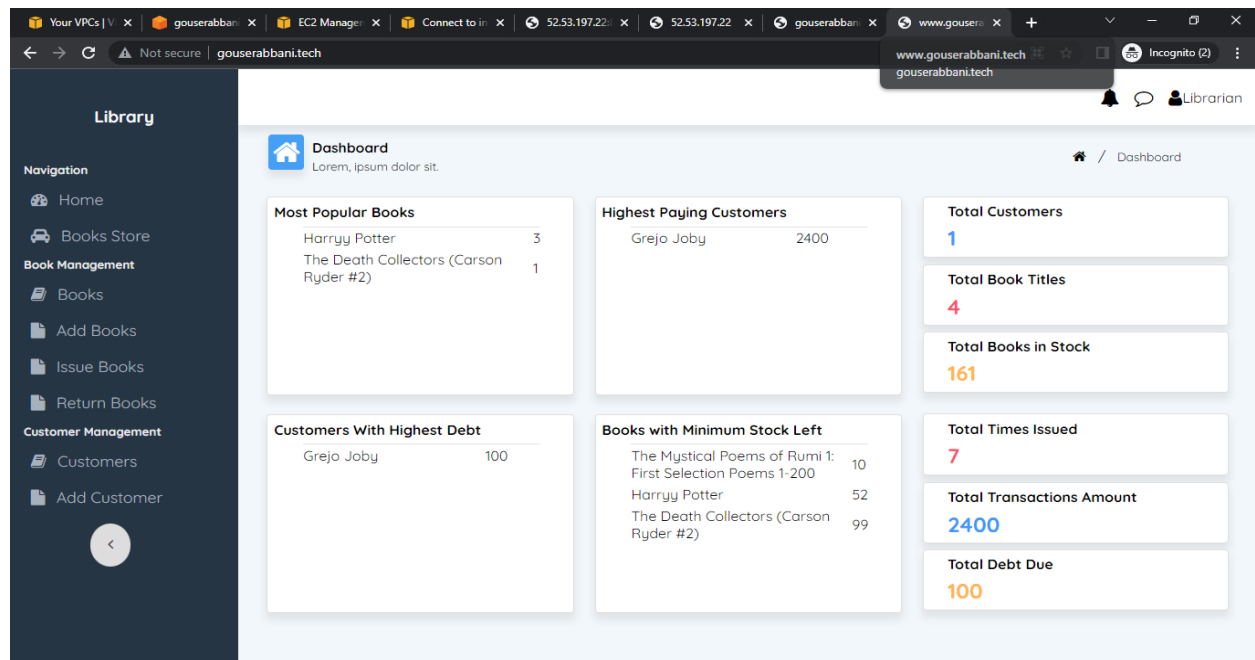 Your VPCs | V
gouserabban
EC2 Manager
Connect to in
52.53.197.22:
52.53.197.22
gouserabban
www.gousera
Not secure | gouserabbani.tech
Incognito (2)
www.gouserabbani.tech
gouserabbani.tech
Library
Librarian
Navigation
Home
Books Store
Book Management
Books
Add Books
Issue Books
Return Books
Customer Management
Customers
Add Customer
Dashboard
Lorem, ipsum dolor sit.
/ Dashboard
Most Popular Books
Harryy Potter 3
The Death Collectors (Carson
Ryder #2) 1
Highest Paying Customers
Grejo Joby 2400
Total Customers
1
Total Book Titles
4
Total Books in Stock
161
Customers With Highest Debt
Grejo Joby 100
Books with Minimum Stock Left
The Mystical Poems of Rumi 1:
First Selection Poems 1-200 10
Harryy Potter 52
The Death Collectors (Carson
Ryder #2) 99
Total Times Issued
7
Total Transactions Amount
2400
Total Debt Due
100